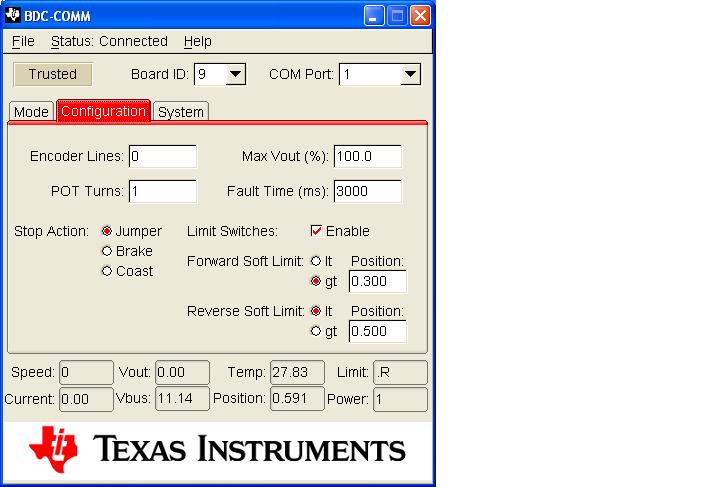 BDC-COMM
File Status: Connected Help
Trusted Board ID: 9 COM Port: 1
Mode Configuration System
Encoder Lines: 0 Max Vout (%): 100.0
POT Turns: 1 Fault Time (ms): 3000
Stop Action: Jumper Limit Switches: Enable
Brake
Coast
Forward Soft Limit: lt Position:
gt 0.300
Reverse Soft Limit: lt Position:
gt 0.500
Speed: 0 Vout: 0.00 Temp: 27.83 Limit: .R
Current: 0.00 Vbus: 11.14 Position: 0.591 Power: 1
TEXAS INSTRUMENTS